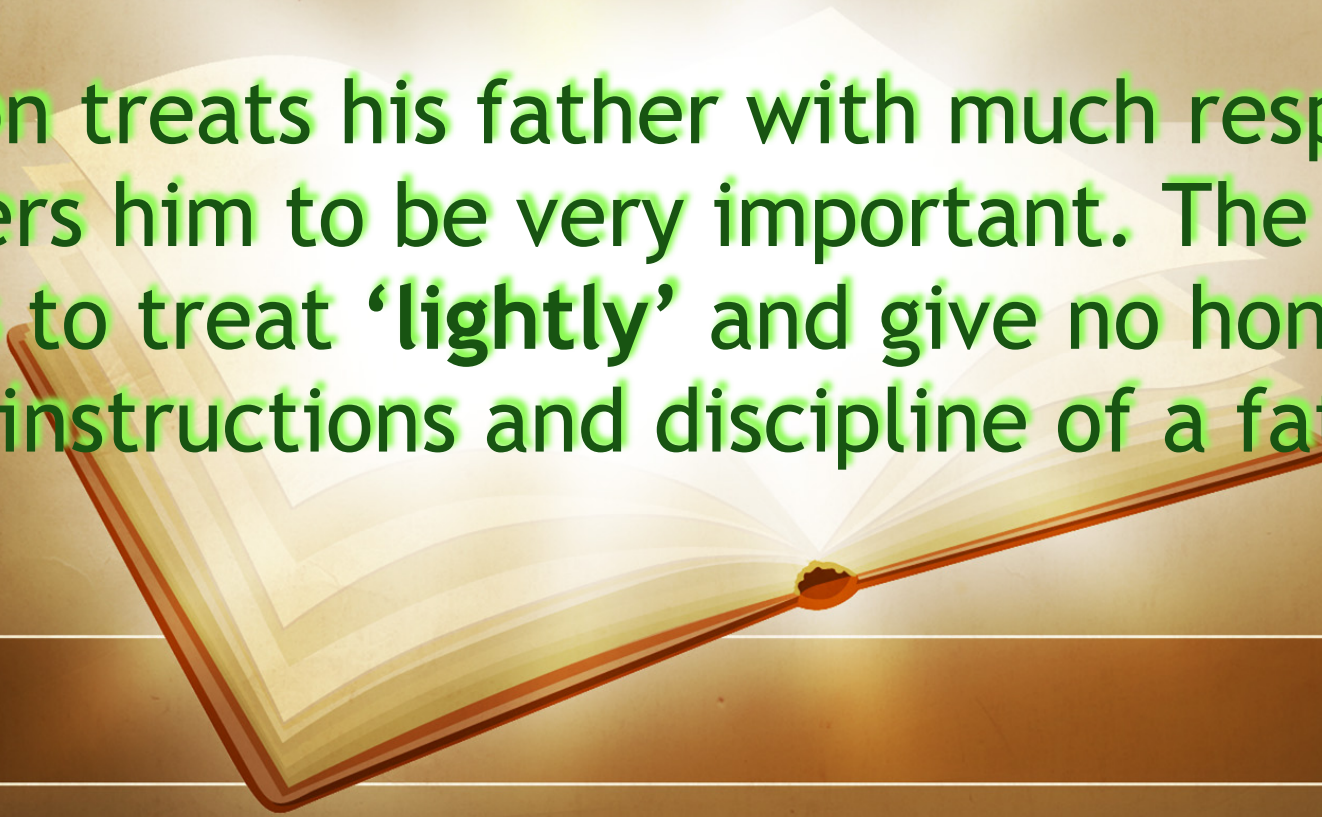 on treats his father with much resp
ers him to be very important. The
to treat ‘lightly’ and give no hon
instructions and discipline of a fat